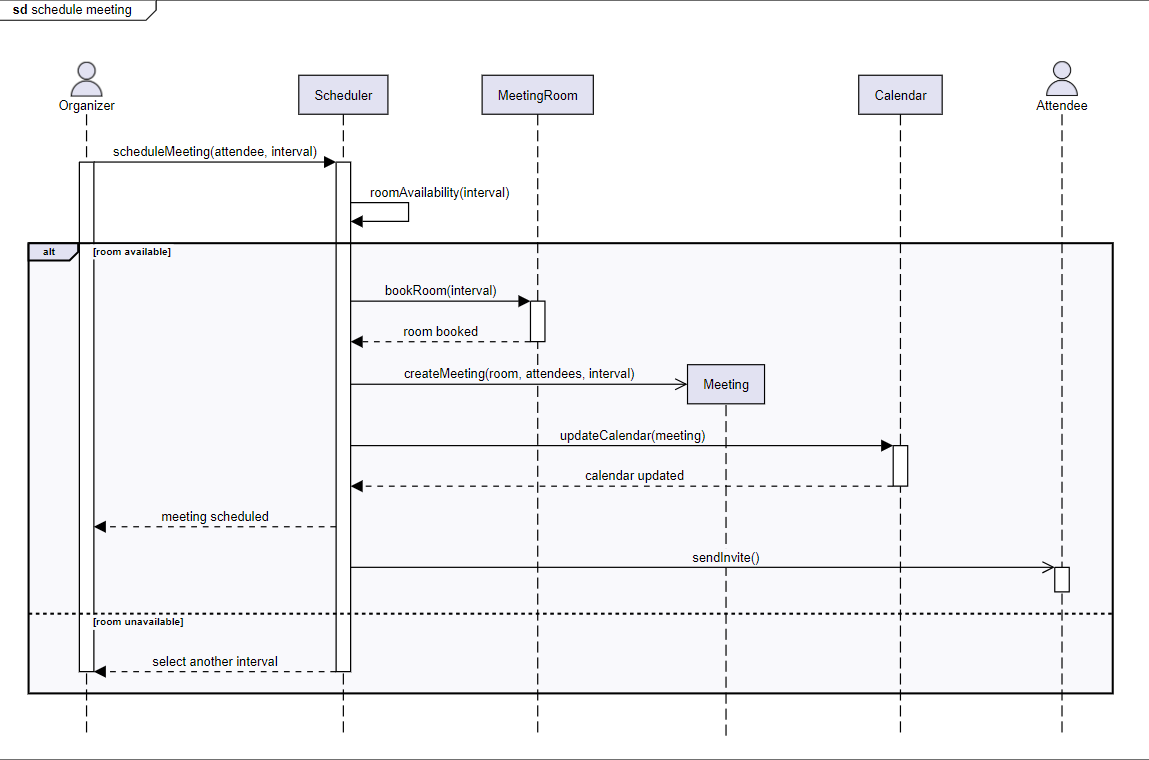 sd schedule meeting
Organizer
Scheduler
MeetingRoom
Calendar
Attendee
scheduleMeeting(attendee, interval)
roomAvailability(interval)
alt
[room available]
bookRoom(interval)
room booked
createMeeting(room, attendees, interval)
Meeting
updateCalendar(meeting)
calendar updated
meeting scheduled
sendInvite()
[room unavailable]
select another interval